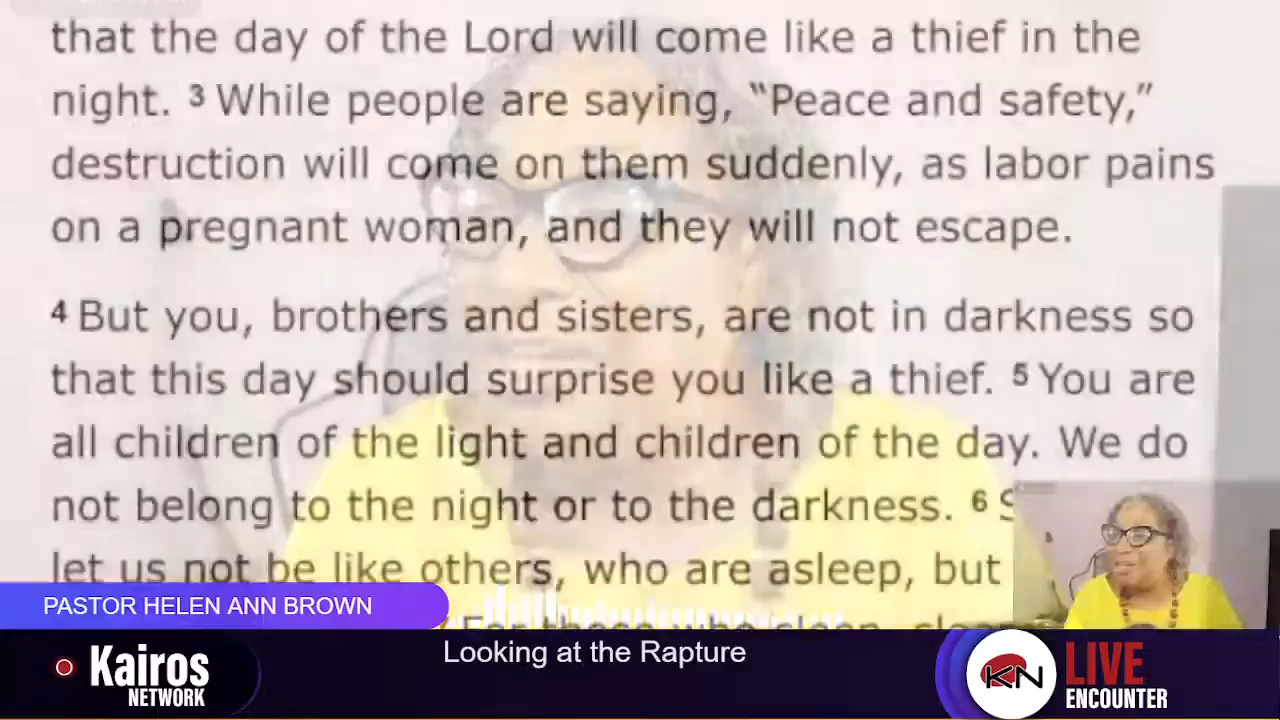 that the day of the Lord will come like a thief in the
night. 3 While people are saying, “Peace and safety,”
destruction will come on them suddenly, as labor pains
on a pregnant woman, and they will not escape.
4 But you, brothers and sisters, are not in darkness so
that this day should surprise you like a thief. 5 You are
all children of the light and children of the day. We do
not belong to the night or to the darkness. 6
let us not be like others, who are asleep, but
For those who sleep,
PASTOR HELEN ANN BROWN
Looking at the Rapture
Kairos
NETWORK
KN
LIVE
ENCOUNTER